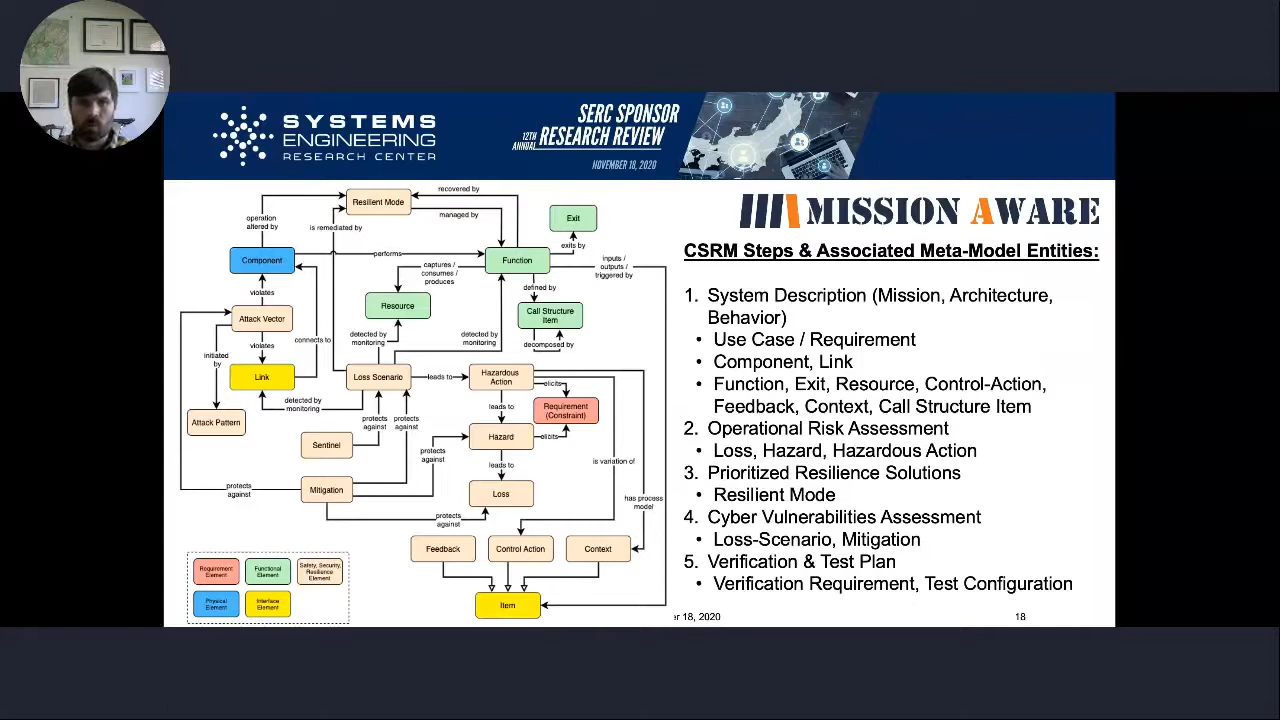 SYSTEMS
ENGINEERING
RESEARCH CENTER
SERC SPONSOR
12TH ANNUAL RESEARCH REVIEW
NOVEMBER 18, 2020
MISSION AWARE
CSRM Steps & Associated Meta-Model Entities:
1. System Description (Mission, Architecture,
Behavior)
• Use Case / Requirement
• Component, Link
• Function, Exit, Resource, Control-Action,
Feedback, Context, Call Structure Item
2. Operational Risk Assessment
• Loss, Hazard, Hazardous Action
3. Prioritized Resilience Solutions
• Resilient Mode
4. Cyber Vulnerabilities Assessment
• Loss-Scenario, Mitigation
5. Verification & Test Plan
• Verification Requirement, Test Configuration
recovered by
Resilient Mode
operation
altered by
managed by
is remediated by
Exit
exits by
Component
performs
Function
captures /
consumes /
produces
inputs /
outputs /
triggered by
violates
defined by
Resource
Call Structure
Item
Attack Vector
detected by
monitoring
detected by
monitoring
decomposed by
connects to
violates
initiated
by
Link
Loss Scenario
leads to
Hazardous
Action
elicits
detected by
monitoring
leads to
Requirement
(Constraint)
Attack Pattern
protects
against
protects
against
Hazard
elicits
Sentinel
protects
against
is variation of
leads to
Mitigation
protects
against
Loss
has process
model
protects
against
Feedback
Control Action
Context
Requirement
Element
Functional
Element
Safety, Security,
Resilience
Element
Physical
Element
Interface
Element
Item
er 18, 2020
18